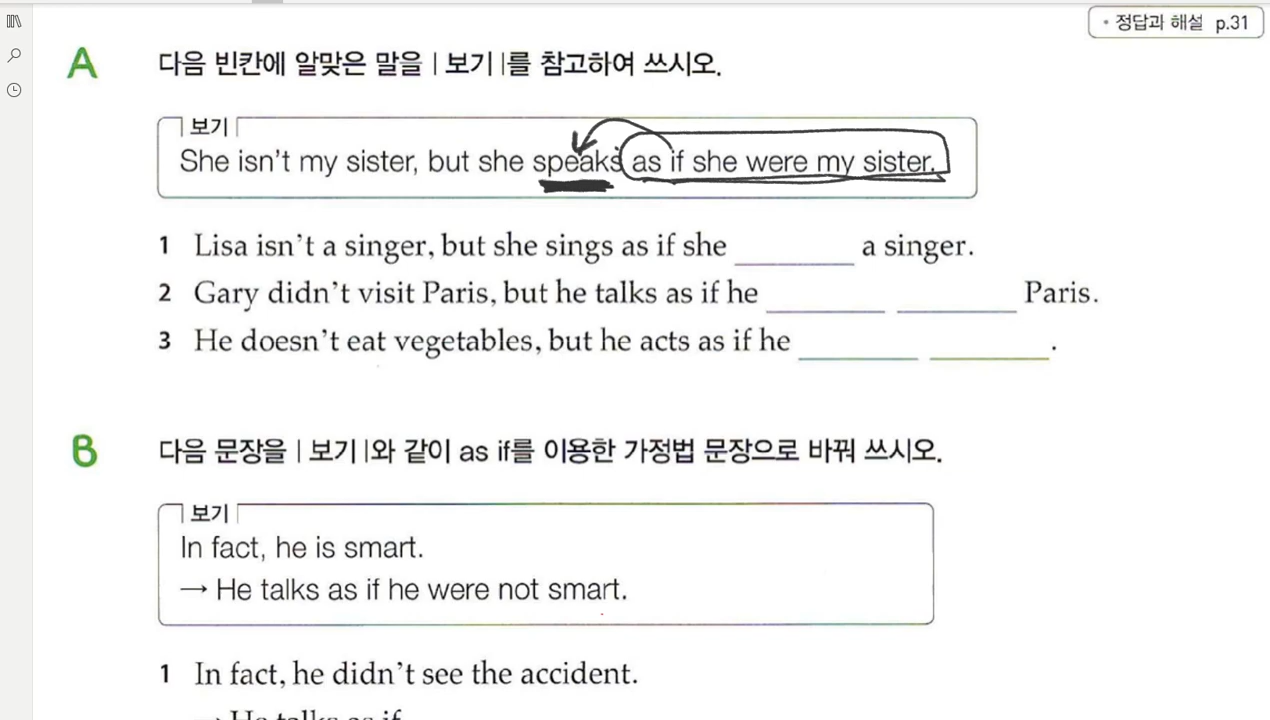 • 정답과 해설 p.31
A 다음 빈칸에 알맞은 말을 | 보기 |를 참고하여 쓰시오.
보기
She isn't my sister, but she speaks as if she were my sister.
1 Lisa isn't a singer, but she sings as if she ________ a singer.
2 Gary didn't visit Paris, but he talks as if he ________ ________ Paris.
3 He doesn't eat vegetables, but he acts as if he ________ ________.
B 다음 문장을 | 보기 |와 같이 as if를 이용한 가정법 문장으로 바꿔 쓰시오.
보기
In fact, he is smart.
→ He talks as if he were not smart.
1 In fact, he didn't see the accident.
→ He talks as if